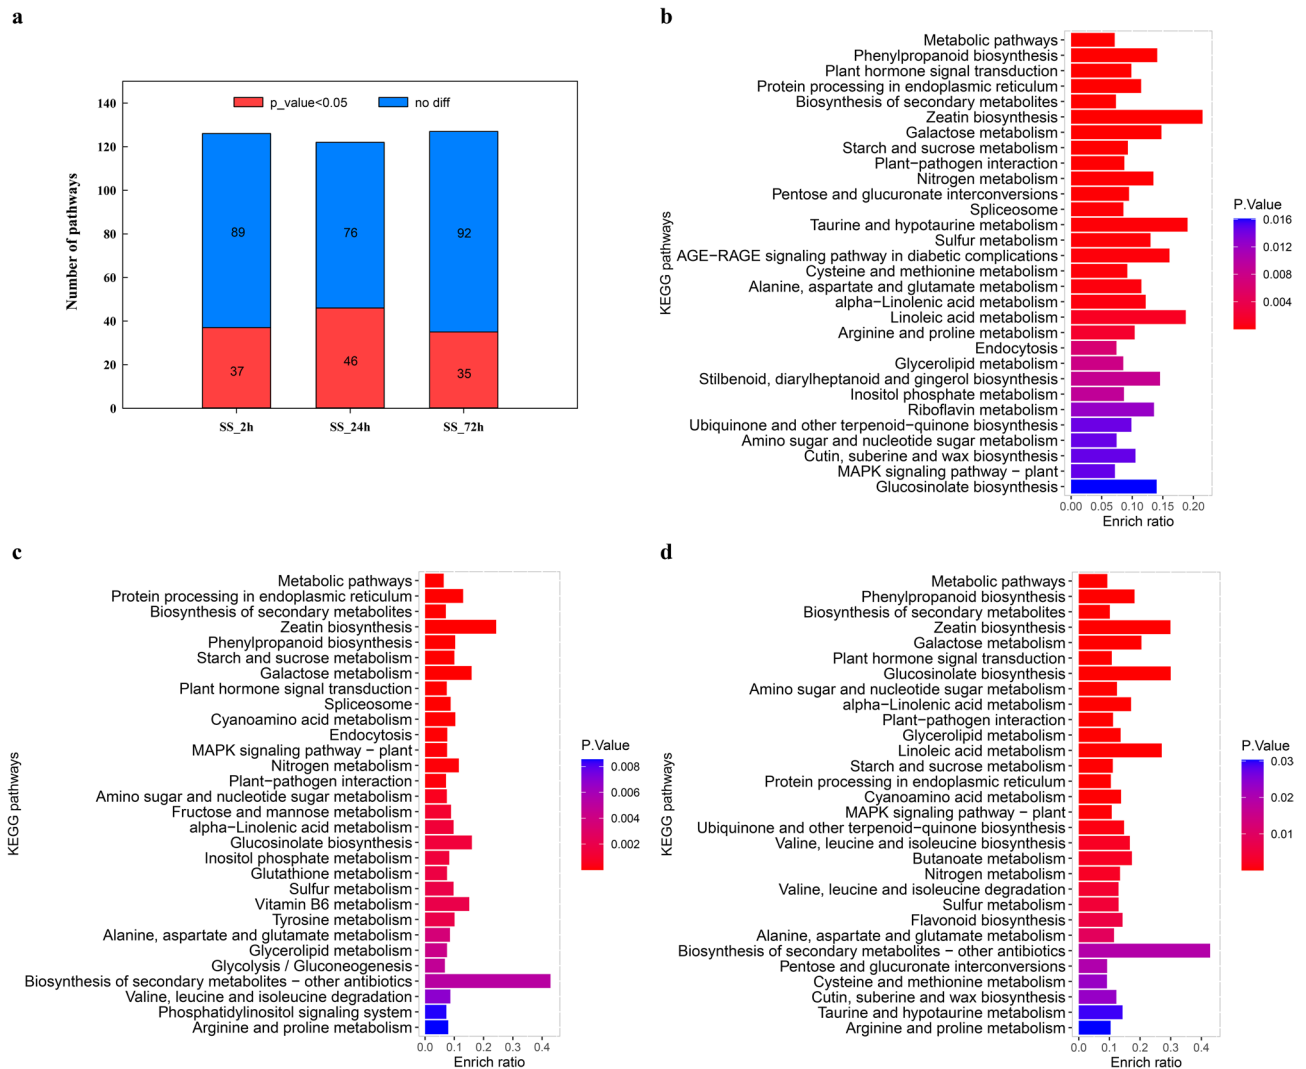 a
p_value<0.05
no diff
Number of pathways
140
120
100
80
60
40
20
0
89
76
92
37
46
35
SS_2h
SS_24h
SS_72h
b
KEGG pathways
Metabolic pathways
Phenylpropanoid biosynthesis
Plant hormone signal transduction
Protein processing in endoplasmic reticulum
Biosynthesis of secondary metabolites
Zeatin biosynthesis
Galactose metabolism
Starch and sucrose metabolism
Plant−pathogen interaction
Nitrogen metabolism
Pentose and glucuronate interconversions
Spliceosome
Taurine and hypotaurine metabolism
Sulfur metabolism
AGE−RAGE signaling pathway in diabetic complications
Cysteine and methionine metabolism
Alanine, aspartate and glutamate metabolism
alpha−Linolenic acid metabolism
Linoleic acid metabolism
Arginine and proline metabolism
Endocytosis
Glycerolipid metabolism
Stilbenoid, diarylheptanoid and gingerol biosynthesis
Inositol phosphate metabolism
Riboflavin metabolism
Ubiquinone and other terpenoid−quinone biosynthesis
Amino sugar and nucleotide sugar metabolism
Cutin, suberine and wax biosynthesis
MAPK signaling pathway − plant
Glucosinolate biosynthesis
0.00 0.05 0.10 0.15 0.20
Enrich ratio
P.Value
0.016
0.012
0.008
0.004
c
KEGG pathways
Metabolic pathways
Protein processing in endoplasmic reticulum
Biosynthesis of secondary metabolites
Zeatin biosynthesis
Phenylpropanoid biosynthesis
Starch and sucrose metabolism
Galactose metabolism
Plant hormone signal transduction
Spliceosome
Cyanoamino acid metabolism
Endocytosis
MAPK signaling pathway − plant
Nitrogen metabolism
Plant−pathogen interaction
Amino sugar and nucleotide sugar metabolism
Fructose and mannose metabolism
alpha−Linolenic acid metabolism
Glucosinolate biosynthesis
Inositol phosphate metabolism
Glutathione metabolism
Sulfur metabolism
Vitamin B6 metabolism
Tyrosine metabolism
Alanine, aspartate and glutamate metabolism
Glycerolipid metabolism
Glycolysis / Gluconeogenesis
Biosynthesis of secondary metabolites − other antibiotics
Valine, leucine and isoleucine degradation
Phosphatidylinositol signaling system
Arginine and proline metabolism
0.0 0.1 0.2 0.3 0.4
Enrich ratio
P.Value
0.008
0.006
0.004
0.002
d
KEGG pathways
Metabolic pathways
Phenylpropanoid biosynthesis
Biosynthesis of secondary metabolites
Zeatin biosynthesis
Galactose metabolism
Plant hormone signal transduction
Glucosinolate biosynthesis
Amino sugar and nucleotide sugar metabolism
alpha−Linolenic acid metabolism
Plant−pathogen interaction
Glycerolipid metabolism
Linoleic acid metabolism
Starch and sucrose metabolism
Protein processing in endoplasmic reticulum
Cyanoamino acid metabolism
MAPK signaling pathway − plant
Ubiquinone and other terpenoid−quinone biosynthesis
Valine, leucine and isoleucine biosynthesis
Butanoate metabolism
Nitrogen metabolism
Valine, leucine and isoleucine degradation
Sulfur metabolism
Flavonoid biosynthesis
Alanine, aspartate and glutamate metabolism
Biosynthesis of secondary metabolites − other antibiotics
Pentose and glucuronate interconversions
Cysteine and methionine metabolism
Cutin, suberine and wax biosynthesis
Taurine and hypotaurine metabolism
Arginine and proline metabolism
0.0 0.1 0.2 0.3 0.4
Enrich ratio
P.Value
0.03
0.02
0.01